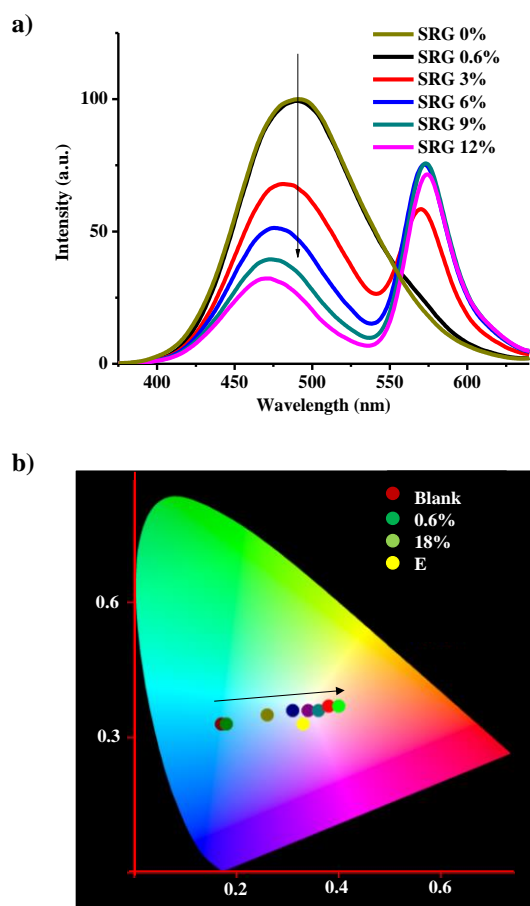 a)
SRG 0%
SRG 0.6%
SRG 3%
SRG 6%
SRG 9%
SRG 12%
100
50
0
Intensity (a.u.)
400 450 500 550 600
Wavelength (nm)
b)
Blank
0.6%
18%
E
0.6
0.3
0.2 0.4 0.6